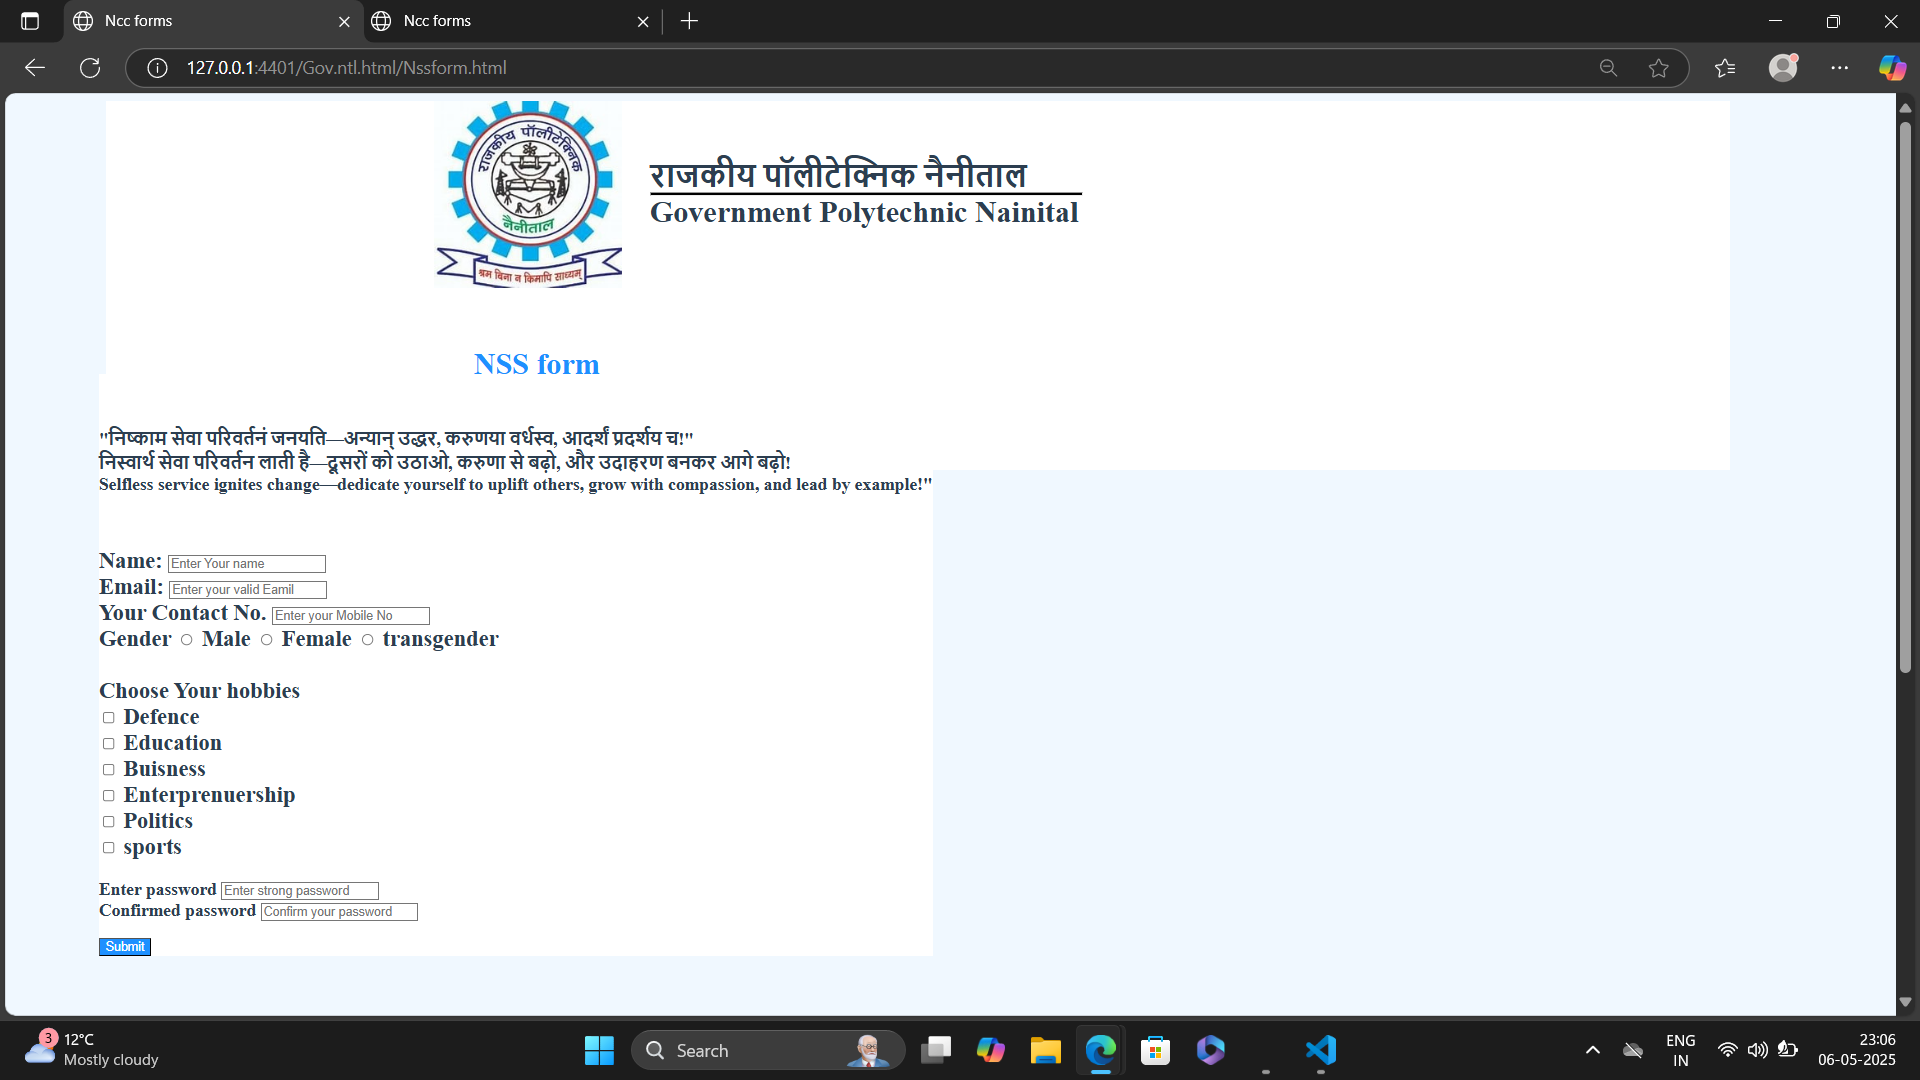 Ncc forms
Ncc forms
127.0.0.1:4401/Gov.ntl.html/Nssform.html
राजकीय पॉलीटेक्निक
नैनीताल
श्रम बिना न किमापि साध्यम्
राजकीय पॉलीटेक्निक नैनीताल
Government Polytechnic Nainital
NSS form
"निष्काम सेवा परिवर्तनं जनयति—अन्यान् उद्धर, करुणया वर्धस्व, आदर्शं प्रदर्शय च!"
निस्वार्थ सेवा परिवर्तन लाती है—दूसरों को उठाओ, करुणा से बढ़ो, और उदाहरण बनकर आगे बढ़ो!
Selfless service ignites change—dedicate yourself to uplift others, grow with compassion, and lead by example!"
Name: Enter Your name
Email: Enter your valid Eamil
Your Contact No. Enter your Mobile No
Gender Male Female transgender
Choose Your hobbies
Defence
Education
Buisness
Enterprenuership
Politics
sports
Enter password Enter strong password
Confirmed password Confirm your password
Submit
3
12°C
Mostly cloudy
Search
ENG
IN
23:06
06-05-2025